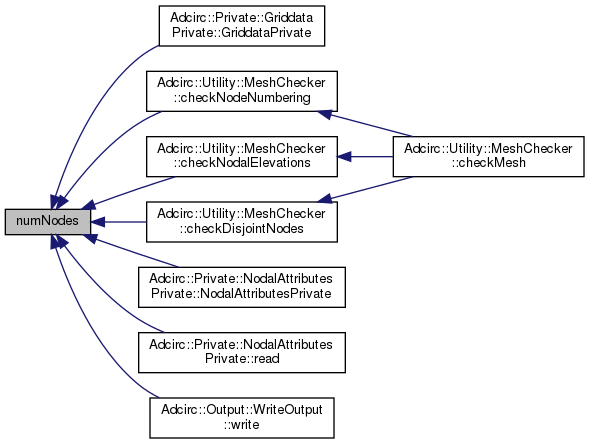 Adcirc::Private::Griddata
Private::GriddataPrivate
Adcirc::Utility::MeshChecker
::checkNodeNumbering
Adcirc::Utility::MeshChecker
::checkNodalElevations
Adcirc::Utility::MeshChecker
::checkMesh
numNodes
Adcirc::Utility::MeshChecker
::checkDisjointNodes
Adcirc::Private::NodalAttributes
Private::NodalAttributesPrivate
Adcirc::Private::NodalAttributes
Private::read
Adcirc::Output::WriteOutput
::write